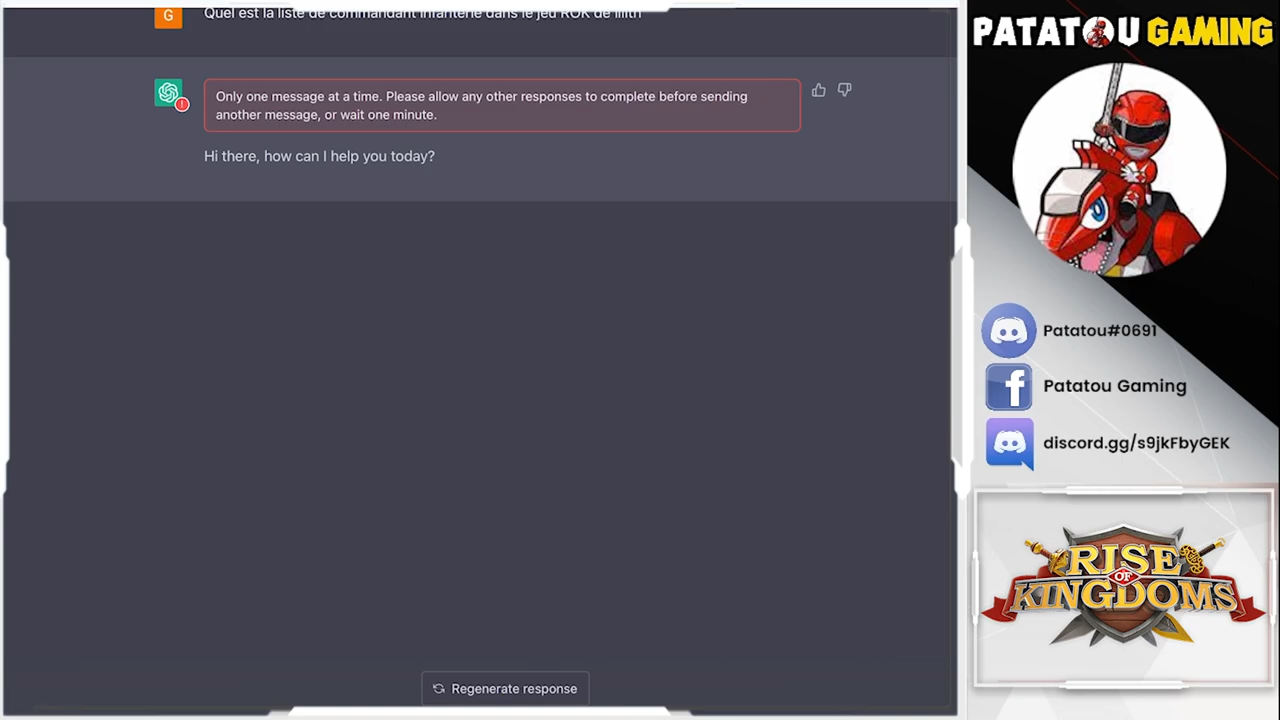 G
Quel est la liste de commandant infanterie dans le jeu ROK de lilith
Only one message at a time. Please allow any other responses to complete before sending
another message, or wait one minute.
Hi there, how can I help you today?
Regenerate response
PATATOU GAMING
Patatou#0691
Patatou Gaming
discord.gg/s9jkFbyGEK
RISE
OF
KINGDOMS